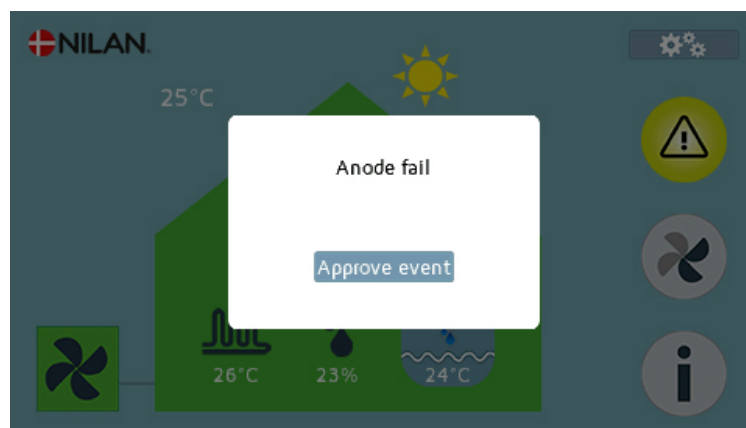 NILAN.
25°C
Anode fail
Approve event
26°C 23% 24°C